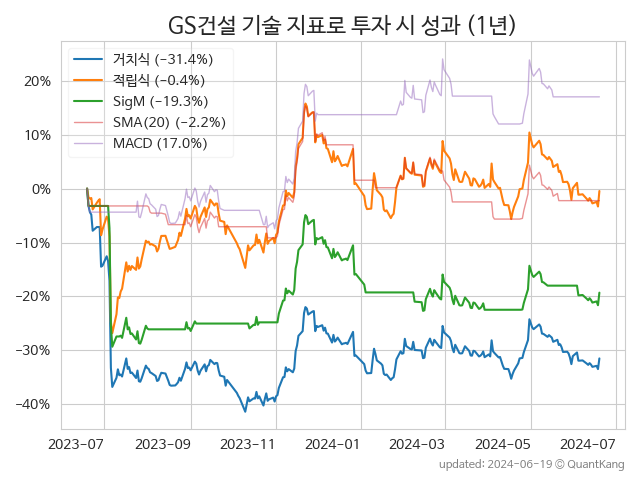 GS건설 기술 지표로 투자 시 성과 (1년)
거치식 (−31.4%)
적립식 (−0.4%)
SigM (−19.3%)
SMA(20) (−2.2%)
MACD (17.0%)
20%
10%
0%
−10%
−20%
−30%
−40%
2023-07 2023-09 2023-11 2024-01 2024-03 2024-05 2024-07
updated: 2024-06-19 © QuantKang